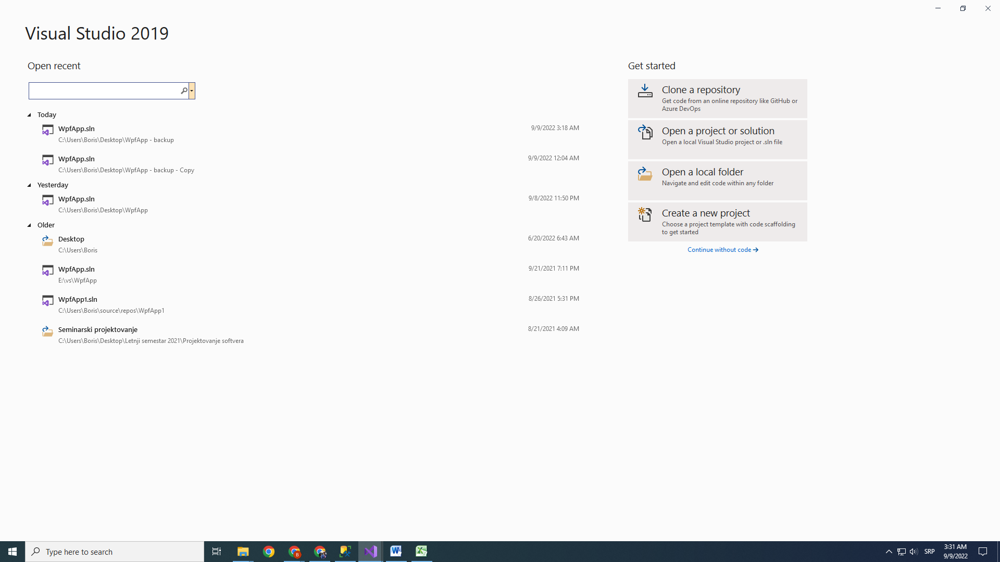 Visual Studio 2019
Open recent
Today
WpfApp.sln
9/9/2022 3:18 AM
C:\Users\Boris\Desktop\WpfApp - backup
WpfApp.sln
9/9/2022 12:04 AM
C:\Users\Boris\Desktop\WpfApp - backup - Copy
Yesterday
WpfApp.sln
9/8/2022 11:50 PM
C:\Users\Boris\Desktop\WpfApp
Older
Desktop
6/20/2022 6:43 AM
C:\Users\Boris
WpfApp.sln
9/21/2021 7:11 PM
E:\vs\WpfApp
WpfApp1.sln
8/26/2021 5:31 PM
C:\Users\Boris\source\repos\WpfApp1
Seminarski projektovanje
8/21/2021 4:09 AM
C:\Users\Boris\Desktop\Letnji semestar 2021\Projektovanje softvera
Get started
Clone a repository
Get code from an online repository like GitHub or
Azure DevOps
Open a project or solution
Open a local Visual Studio project or .sln file
Open a local folder
Navigate and edit code within any folder
Create a new project
Choose a project template with code scaffolding
to get started
Continue without code
Type here to search
B
W
X
SRP
3:31 AM
9/9/2022